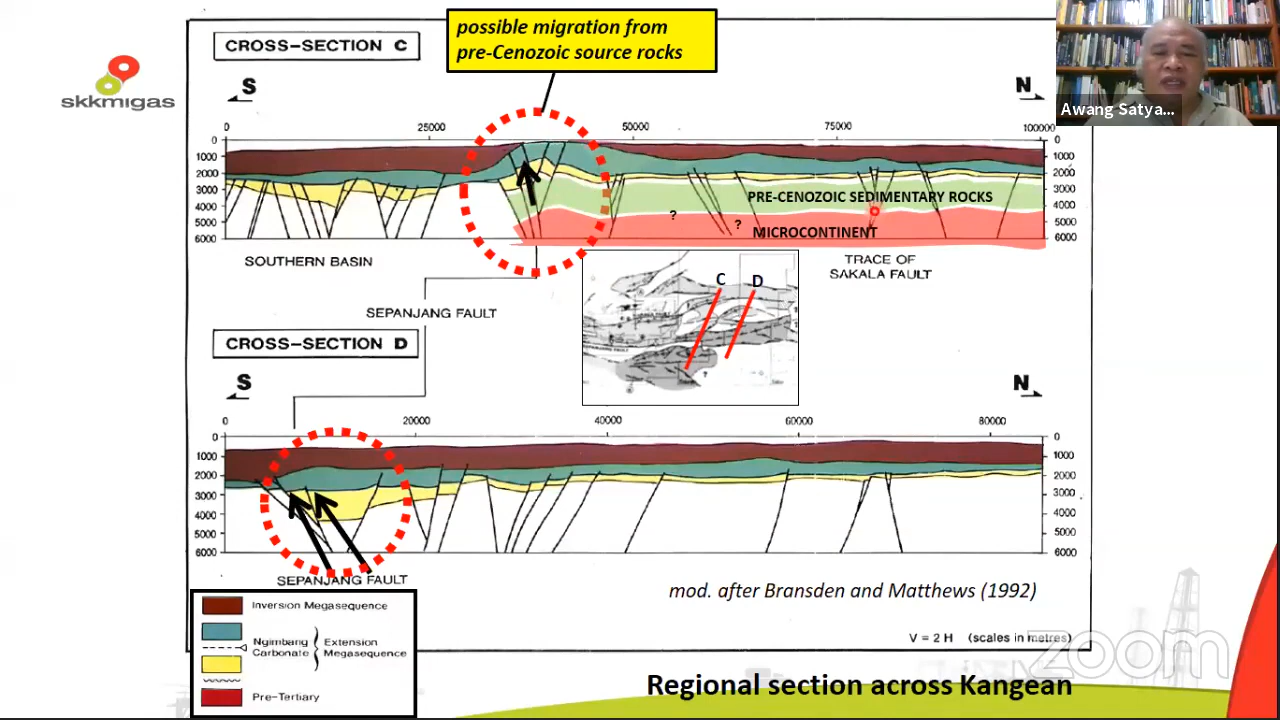 possible migration from
pre-Cenozoic source rocks
CROSS-SECTION C
skkmigas
Awang Satya...
S
N
0
25000
50000
75000
100000
0
1000
2000
3000
4000
5000
6000
0
1000
2000
3000
4000
5000
6000
PRE-CENOZOIC SEDIMENTARY ROCKS
?
?
MICROCONTINENT
SOUTHERN BASIN
TRACE OF
SAKALA FAULT
SEPANJANG FAULT
C
D
CROSS-SECTION D
S
N
0
20000
40000
60000
80000
0
1000
2000
3000
4000
5000
6000
0
1000
2000
3000
4000
5000
6000
SEPANJANG FAULT
mod. after Bransden and Matthews (1992)
Inversion Megasequence
Ngimbang
Carbonate
Extension
Megasequence
Pre-Tertiary
V = 2 H (scales in metres)
zoom
Regional section across Kangean